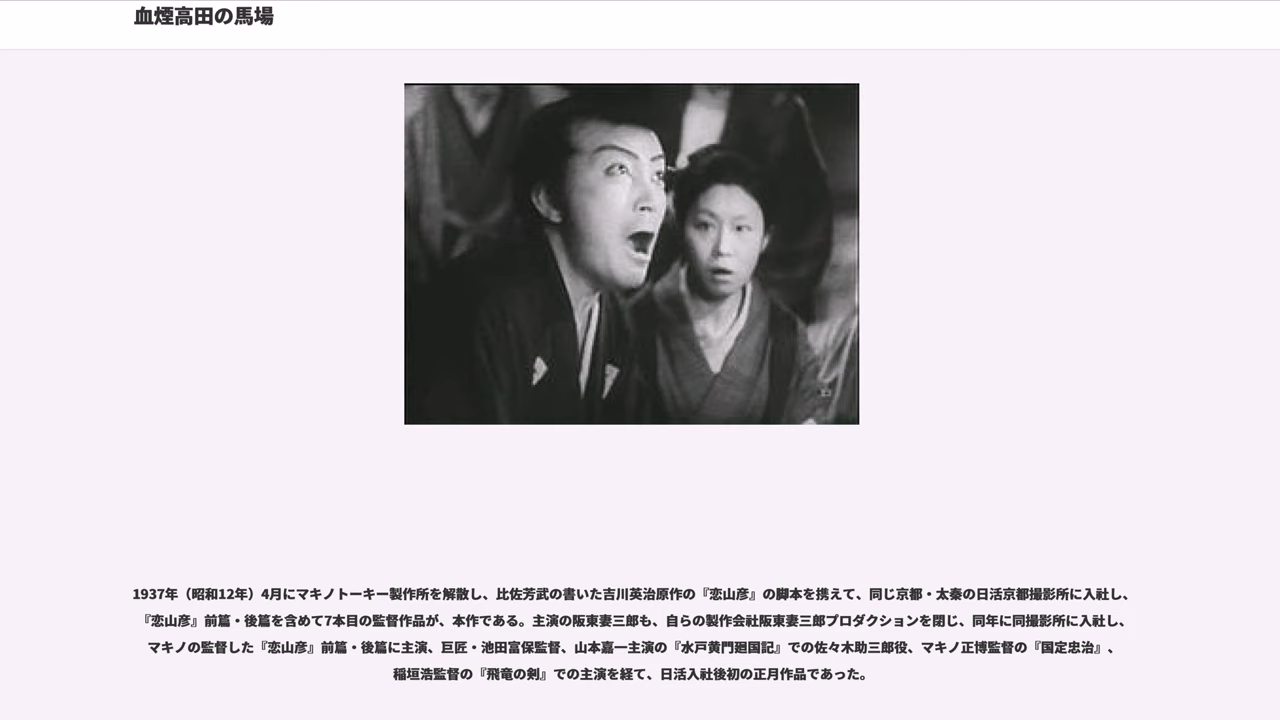 血煙高田の馬場
1937年（昭和12年）4月にマキノトーキー製作所を解散し、比佐芳武の書いた吉川英治原作の『恋山彦』の脚本を携えて、同じ京都・太秦の日活京都撮影所に入社し、
『恋山彦』前篇・後篇を含めて7本目の監督作品が、本作である。主演の阪東妻三郎も、自らの製作会社阪東妻三郎プロダクションを閉じ、同年に同撮影所に入社し、
マキノの監督した『恋山彦』前篇・後篇に主演、巨匠・池田富保監督、山本嘉一主演の『水戸黄門廻国記』での佐々木助三郎役、マキノ正博監督の『国定忠治』、
稲垣浩監督の『飛竜の剣』での主演を経て、日活入社後初の正月作品であった。